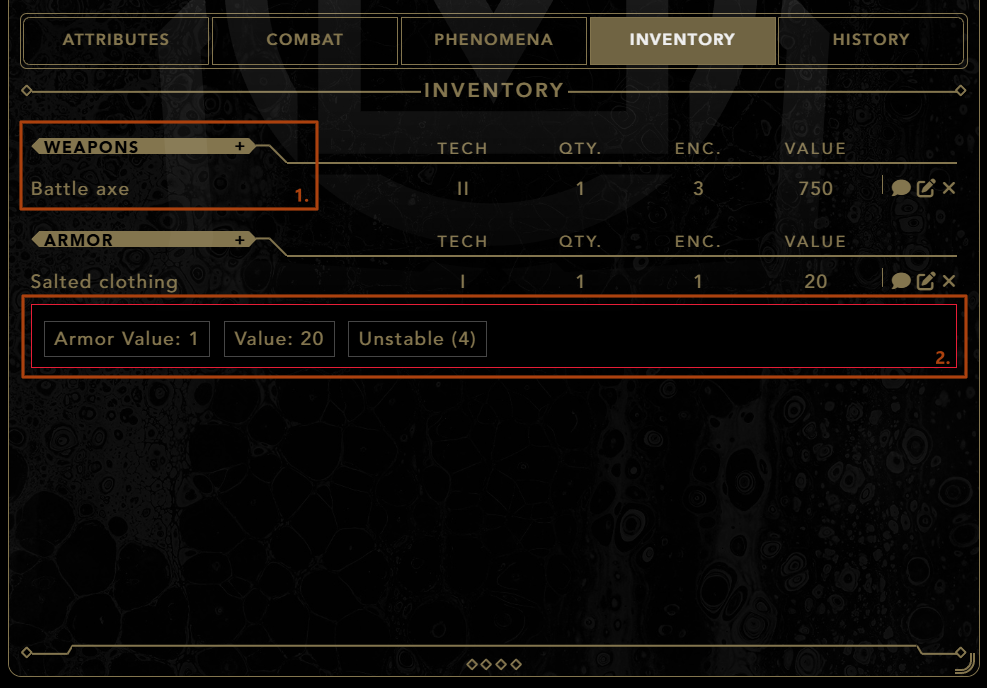 ATTRIBUTES COMBAT PHENOMENA INVENTORY HISTORY
INVENTORY
WEAPONS + TECH QTY. ENC. VALUE
Battle axe II 1 3 750
1.
ARMOR + TECH QTY. ENC. VALUE
Salted clothing I 1 1 20
Armor Value: 1 Value: 20 Unstable (4)
2.